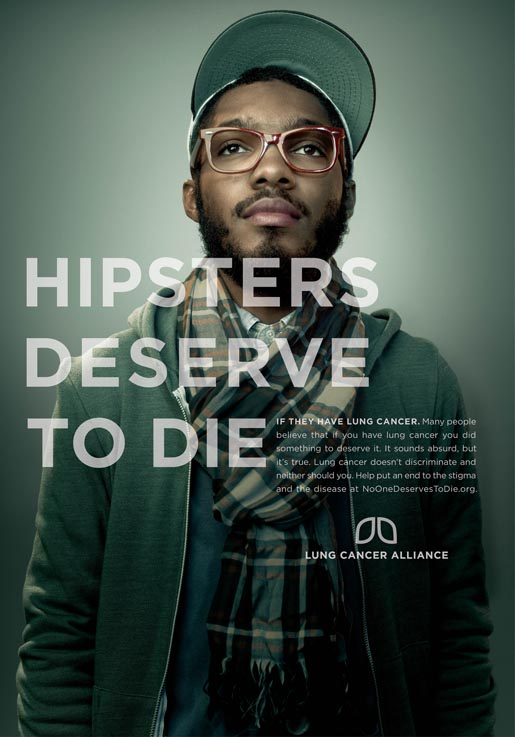 HIPSTERS
DESERVE
TO DIE
IF THEY HAVE LUNG CANCER. Many people
believe that if you have lung cancer you did
something to deserve it. It sounds absurd, but
it's true. Lung cancer doesn't discriminate and
neither should you. Help put an end to the stigma
and the disease at NoOneDeservesToDie.org.
LUNG CANCER ALLIANCE